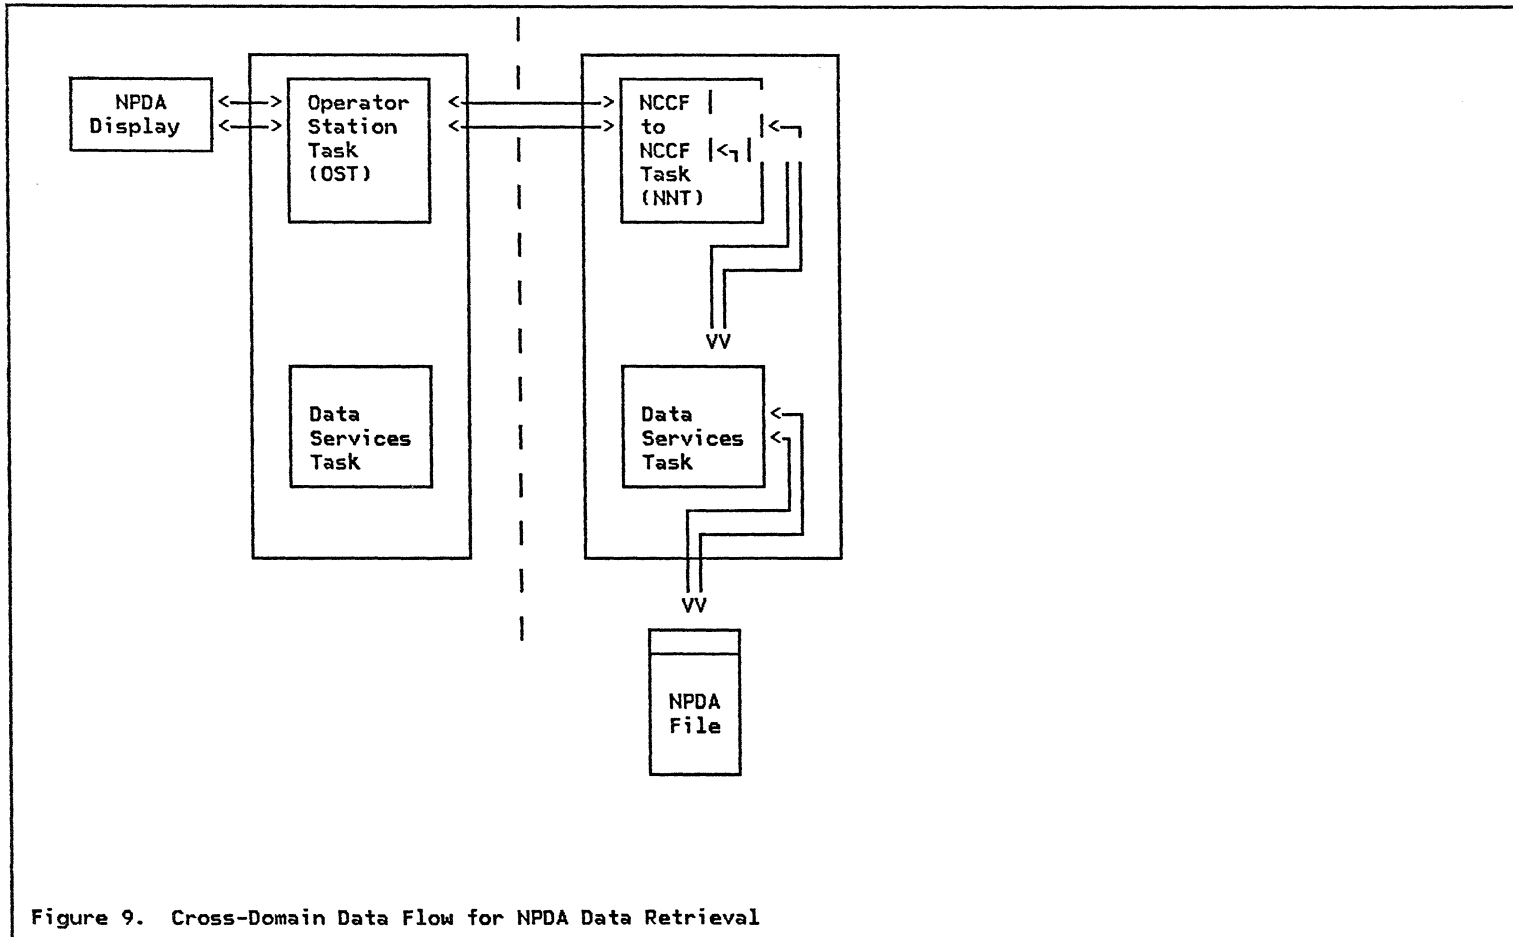 NPDA
Display
Operator
Station
Task
(OST)
NCCF
to
NCCF
Task
(NNT)
Data
Services
Task
Data
Services
Task
NPDA
File
Figure 9. Cross-Domain Data Flow for NPDA Data Retrieval